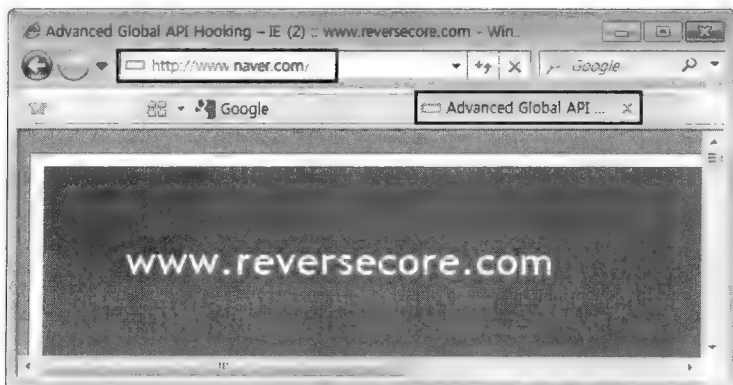 Advanced Global API Hooking – IE (2) :: www.reversecore.com - Win..
http://www.naver.com/
Google
Google
Advanced Global API ...
www.reversecore.com